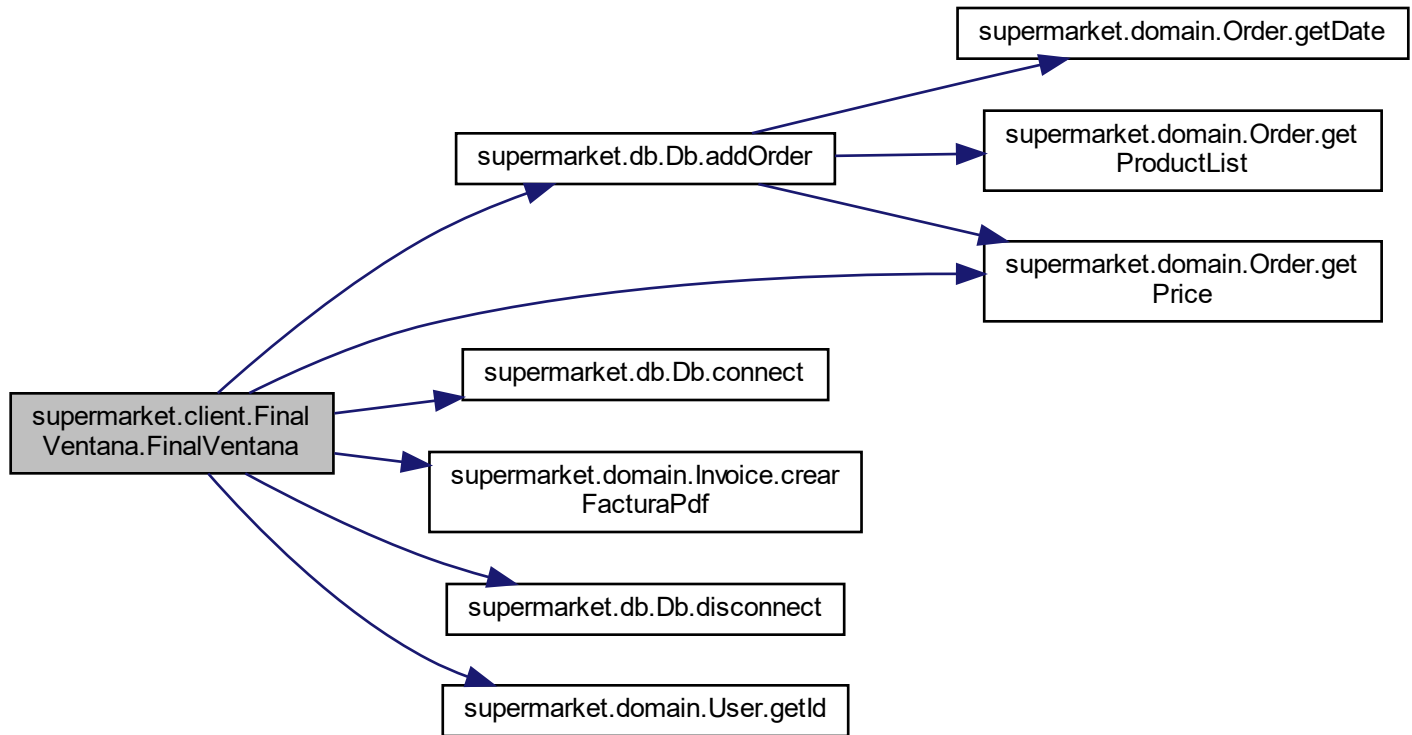 supermarket.domain.Order.getDate
supermarket.domain.Order.get
ProductList
supermarket.db.Db.addOrder
supermarket.domain.Order.get
Price
supermarket.db.Db.connect
supermarket.client.Final
Ventana.FinalVentana
supermarket.domain.Invoice.crear
FacturaPdf
supermarket.db.Db.disconnect
supermarket.domain.User.getId